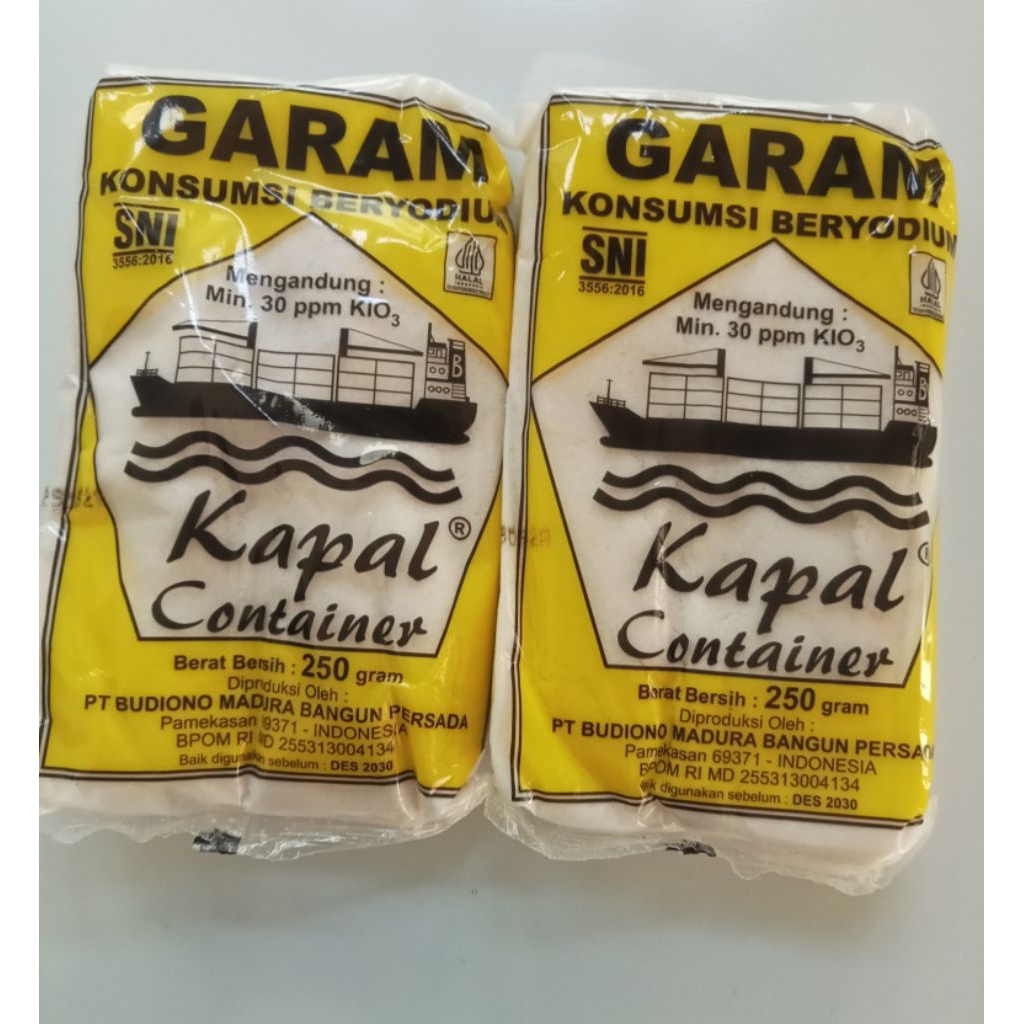 GARAM
KONSUMSI BERYODIUM
SNI
3556:2016
HALAL
INDONESIA
Mengandung :
Min. 30 ppm KIO3
B
Kapal ®
Container
Berat Bersih : 250 gram
Diproduksi Oleh :
PT BUDIONO MADURA BANGUN PERSADA
Pamekasan 69371 - INDONESIA
BPOM RI MD 255313004134
Baik digunakan sebelum : DES 2030
GARAM
KONSUMSI BERYODIUM
SNI
3556:2016
HALAL
Mengandung :
Min. 30 ppm KIO3
B
Kapal ®
Container
Berat Bersih : 250 gram
Diproduksi Oleh :
PT BUDIONO MADURA BANGUN PERSADA
Pamekasan 69371 - INDONESIA
BPOM RI MD 255313004134
Baik digunakan sebelum : DES 2030